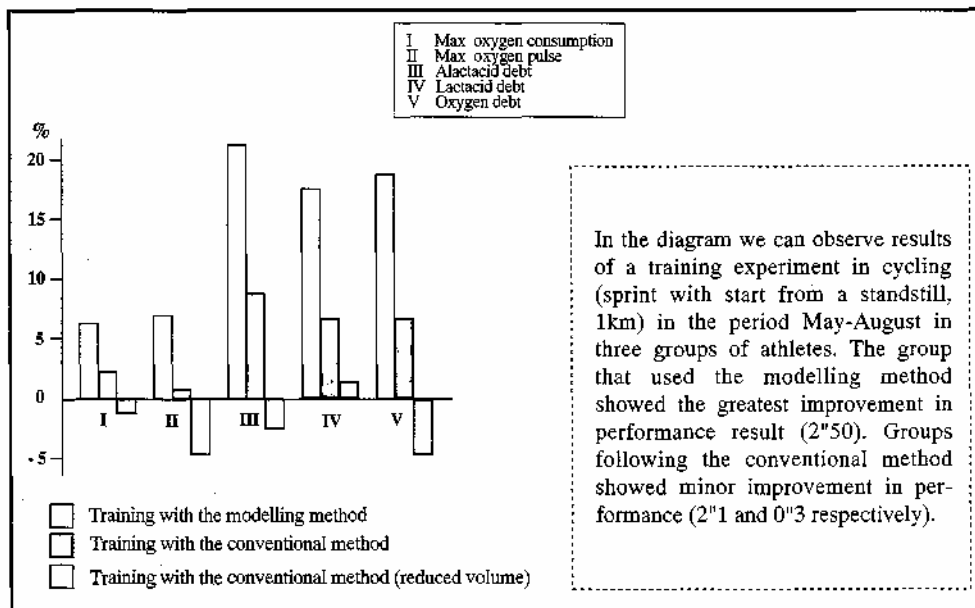 I Max oxygen consumption
II Max oxygen pulse
III Alactacid debt
IV Lactacid debt
V Oxygen debt
%
20
15
10
5
0
-5
I II III IV V
Training with the modelling method
Training with the conventional method
Training with the conventional method (reduced volume)
In the diagram we can observe results
of a training experiment in cycling
(sprint with start from a standstill,
1km) in the period May-August in
three groups of athletes. The group
that used the modelling method
showed the greatest improvement in
performance result (2"50). Groups
following the conventional method
showed minor improvement in per-
formance (2"1 and 0"3 respectively).